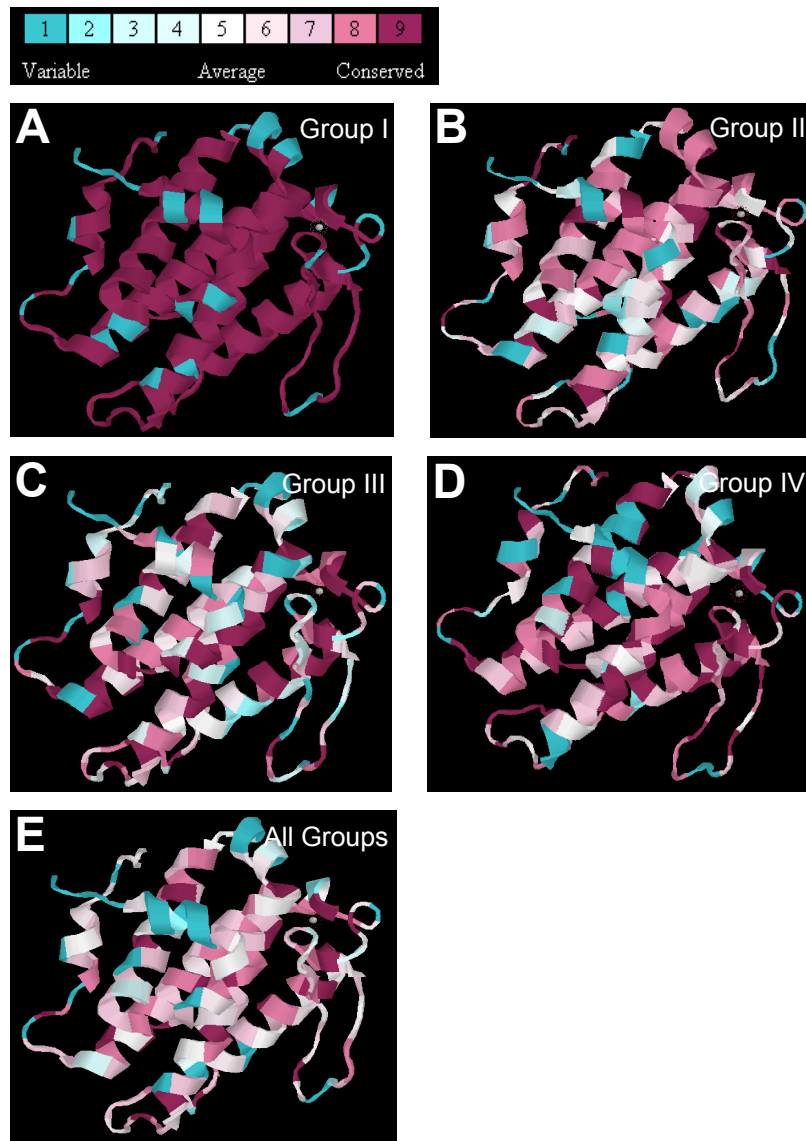 1 2 3 4 5 6 7 8 9
Variable Average Conserved
A Group I
B Group II
C Group III
D Group IV
E All Groups